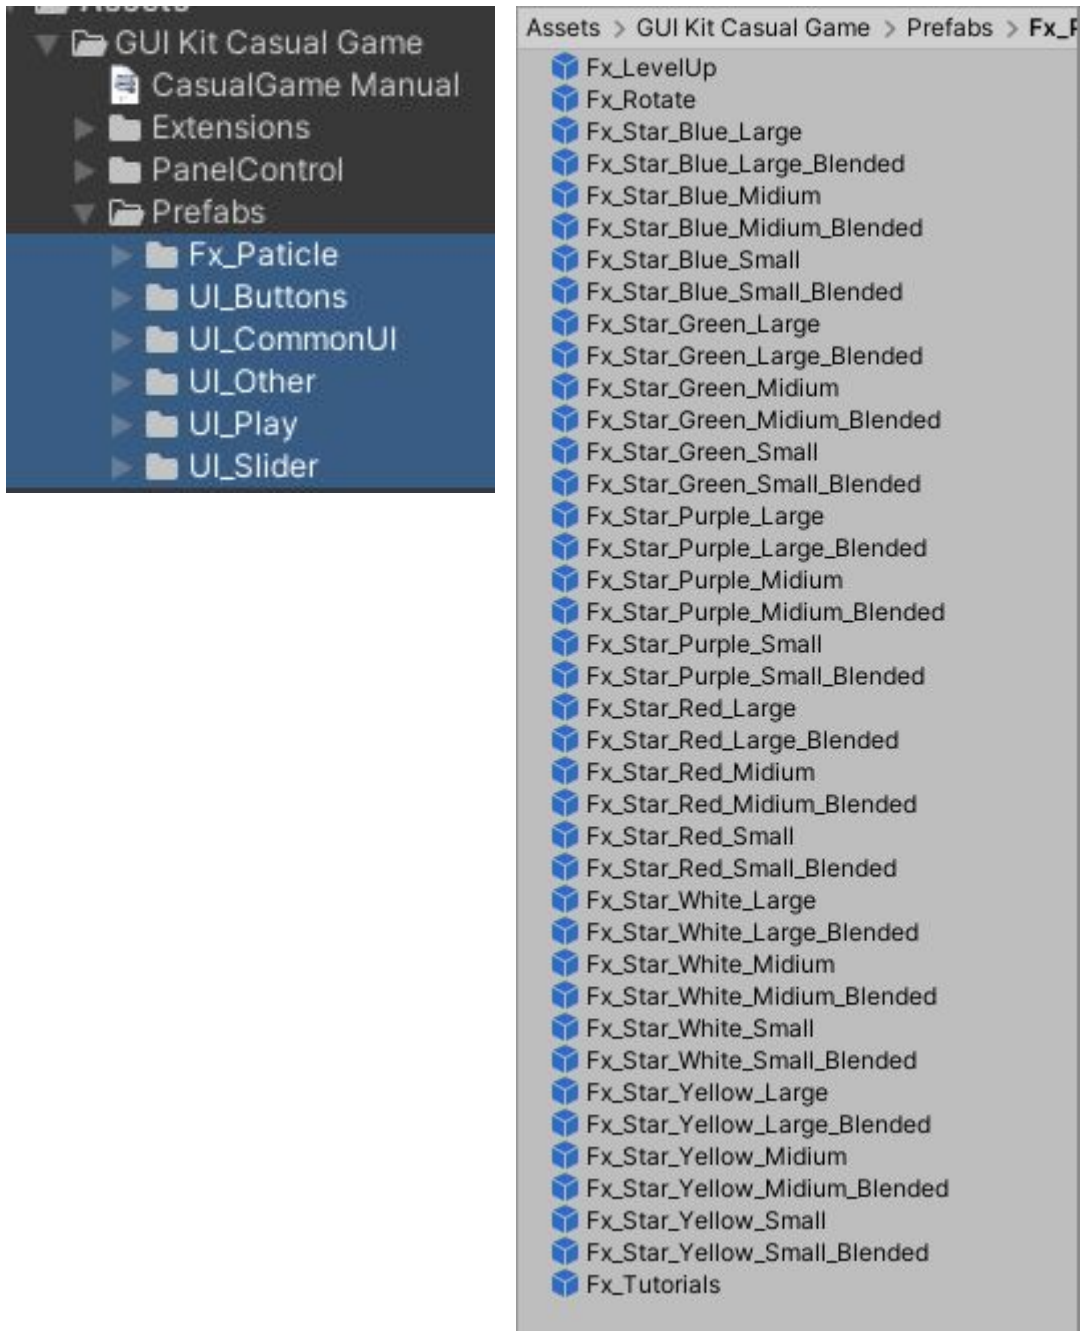 Assets
GUI Kit Casual Game
CasualGame Manual
Extensions
PanelControl
Prefabs
Fx_Paticle
UI_Buttons
UI_CommonUI
UI_Other
UI_Play
UI_Slider
Assets > GUI Kit Casual Game > Prefabs >
Fx_LevelUp
Fx_Rotate
Fx_Star_Blue_Large
Fx_Star_Blue_Large_Blended
Fx_Star_Blue_Midium
Fx_Star_Blue_Midium_Blended
Fx_Star_Blue_Small
Fx_Star_Blue_Small_Blended
Fx_Star_Green_Large
Fx_Star_Green_Large_Blended
Fx_Star_Green_Midium
Fx_Star_Green_Midium_Blended
Fx_Star_Green_Small
Fx_Star_Green_Small_Blended
Fx_Star_Purple_Large
Fx_Star_Purple_Large_Blended
Fx_Star_Purple_Midium
Fx_Star_Purple_Midium_Blended
Fx_Star_Purple_Small
Fx_Star_Purple_Small_Blended
Fx_Star_Red_Large
Fx_Star_Red_Large_Blended
Fx_Star_Red_Midium
Fx_Star_Red_Midium_Blended
Fx_Star_Red_Small
Fx_Star_Red_Small_Blended
Fx_Star_White_Large
Fx_Star_White_Large_Blended
Fx_Star_White_Midium
Fx_Star_White_Midium_Blended
Fx_Star_White_Small
Fx_Star_White_Small_Blended
Fx_Star_Yellow_Large
Fx_Star_Yellow_Large_Blended
Fx_Star_Yellow_Midium
Fx_Star_Yellow_Midium_Blended
Fx_Star_Yellow_Small
Fx_Star_Yellow_Small_Blended
Fx_Tutorials